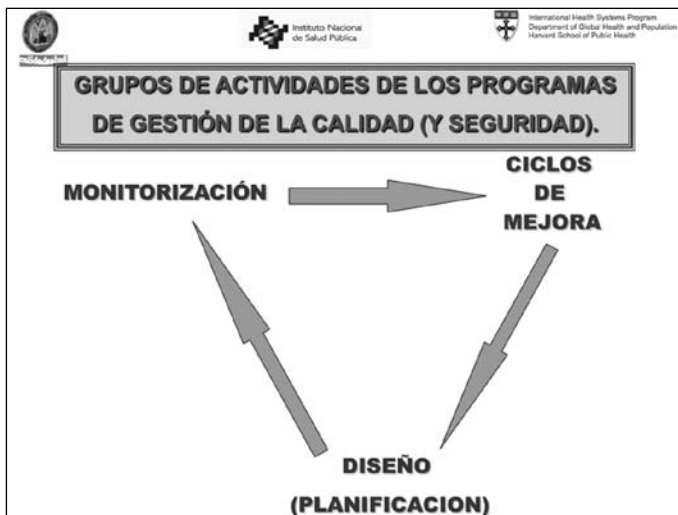 Instituto Nacional
de Salud Pública
International Health Systems Program
Department of Global Health and Population
Harvard School of Public Health
GRUPOS DE ACTIVIDADES DE LOS PROGRAMAS
DE GESTIÓN DE LA CALIDAD (Y SEGURIDAD).
MONITORIZACIÓN
CICLOS
DE
MEJORA
DISEÑO
(PLANIFICACION)